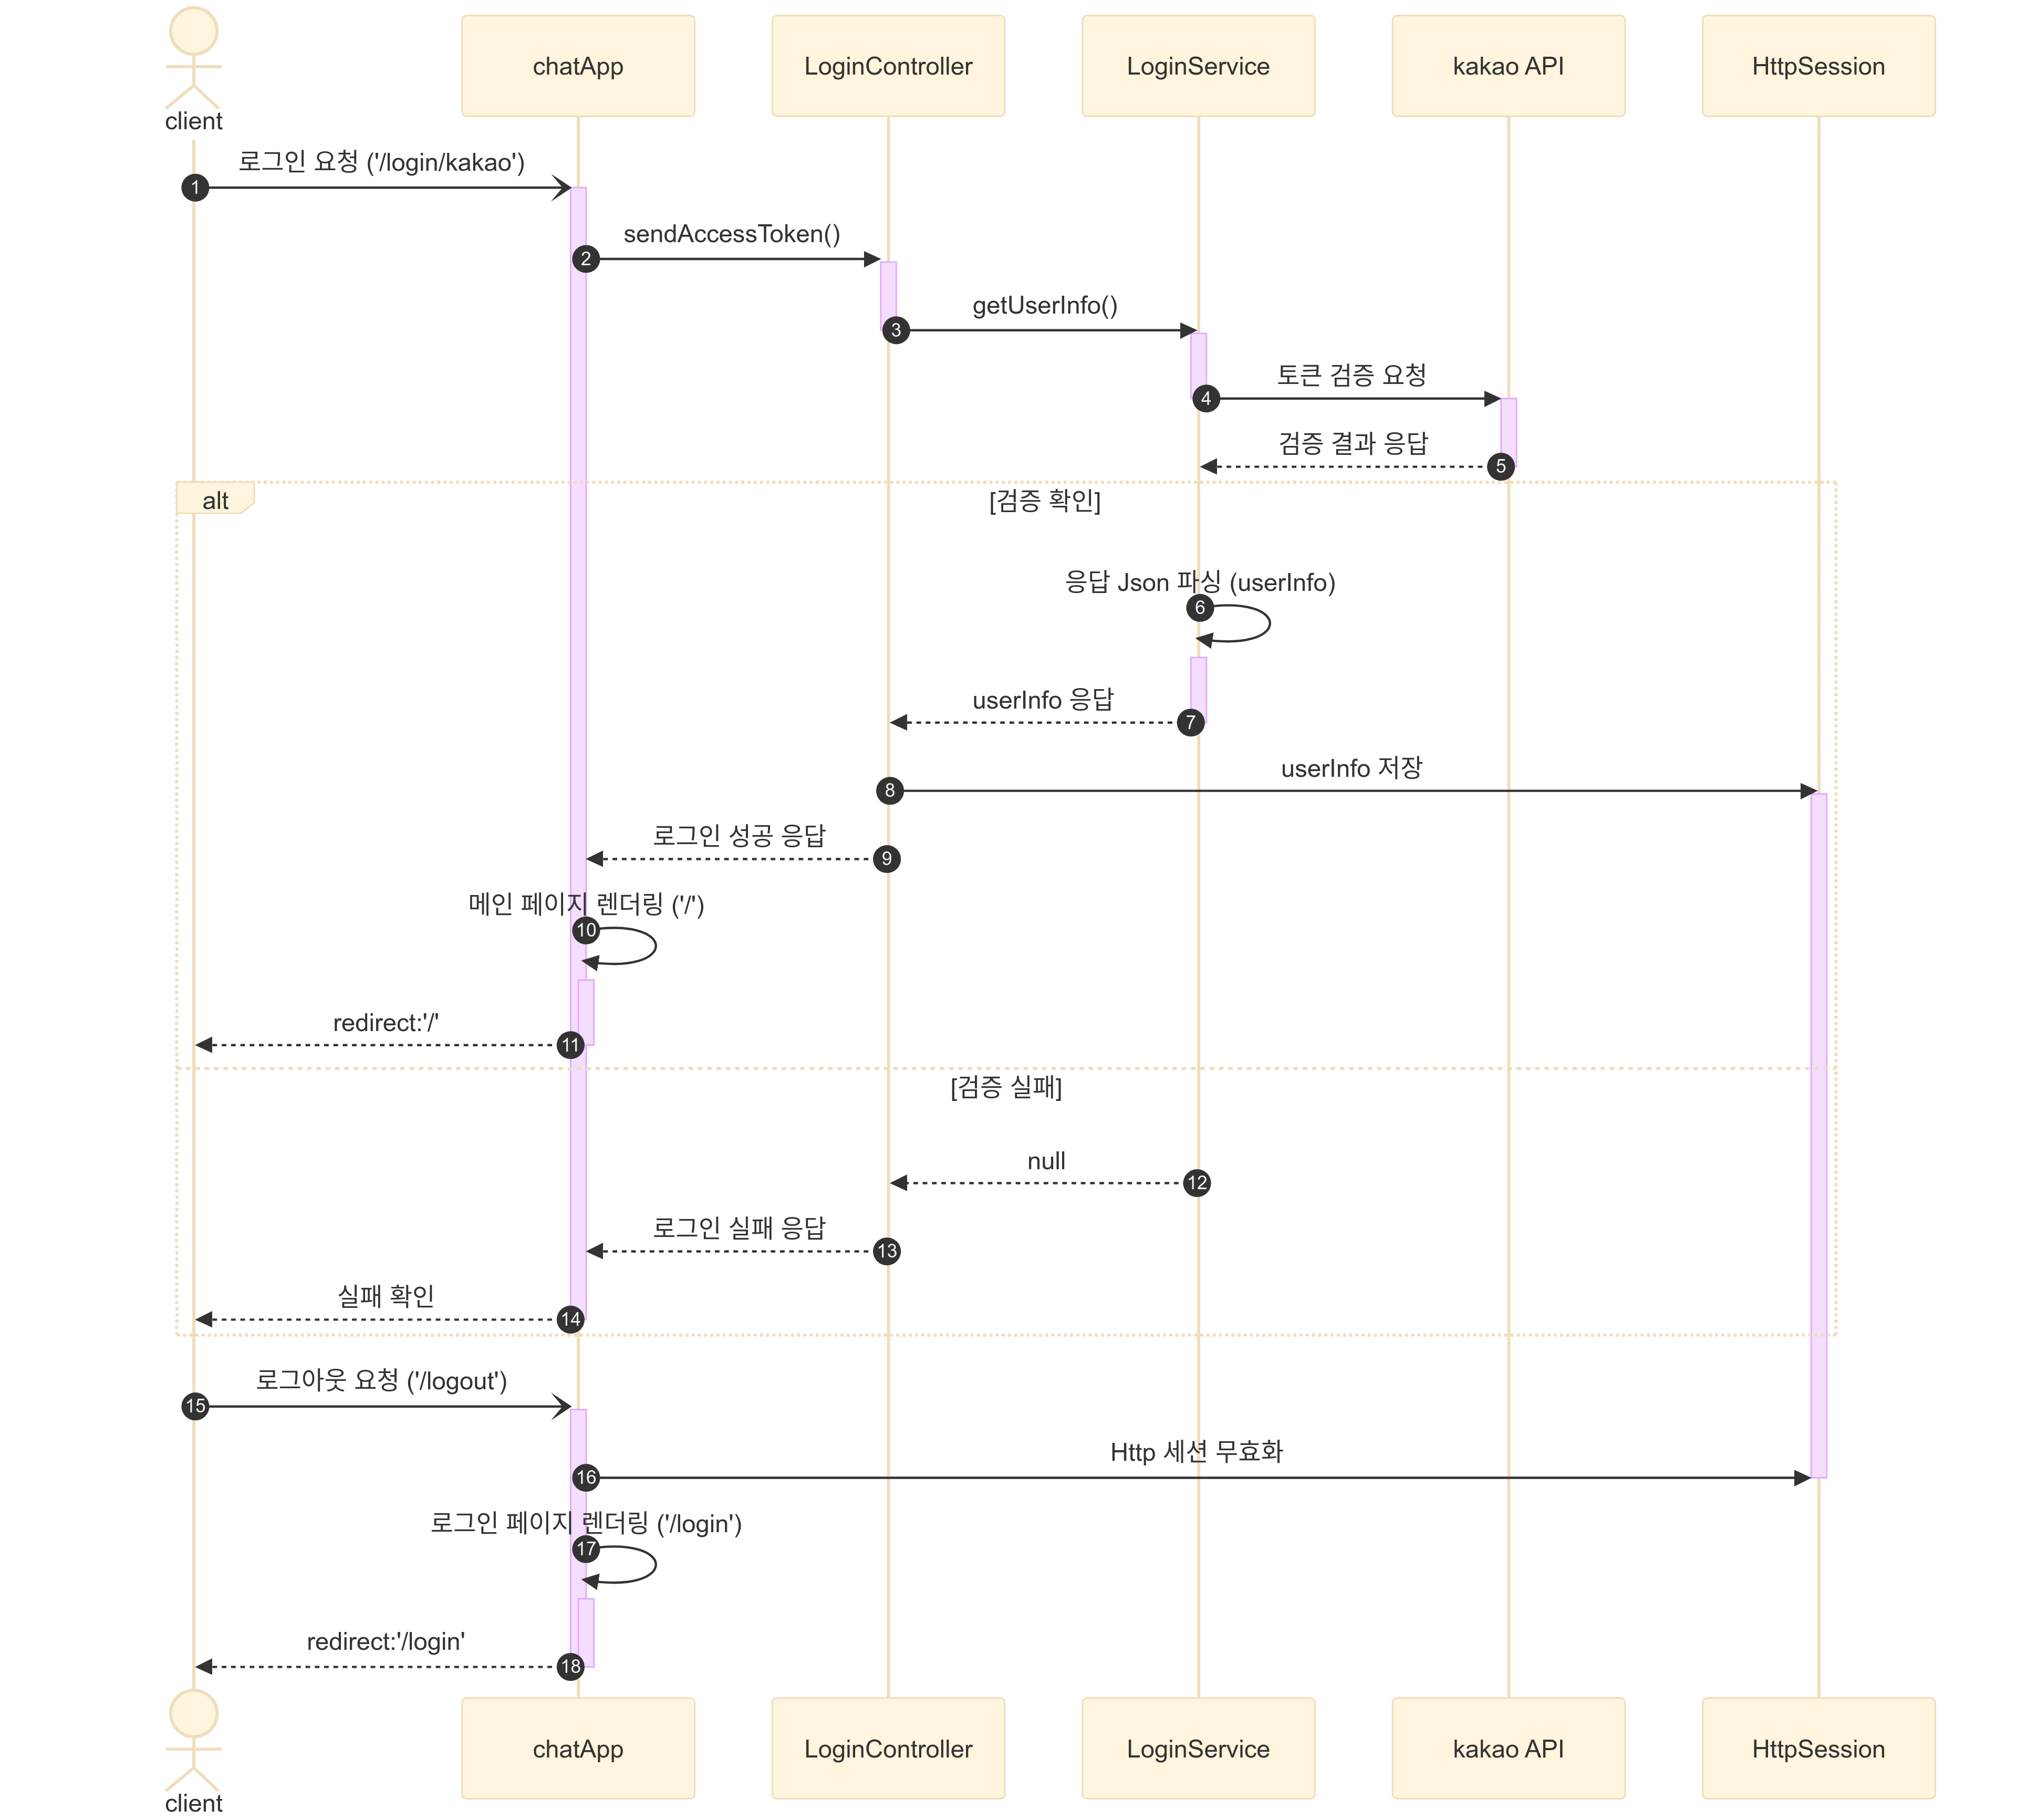 client
chatApp
LoginController
LoginService
kakao API
HttpSession
로그인 요청 ('/login/kakao')
1
sendAccessToken()
2
getUserInfo()
3
토큰 검증 요청
4
검증 결과 응답
5
alt
[검증 확인]
응답 Json 파싱 (userInfo)
6
userInfo 응답
7
userInfo 저장
8
로그인 성공 응답
9
메인 페이지 렌더링 ('/')
10
redirect:'/'
11
[검증 실패]
null
12
로그인 실패 응답
13
실패 확인
14
로그아웃 요청 ('/logout')
15
Http 세션 무효화
16
로그인 페이지 렌더링 ('/login')
17
redirect:'/login'
18
client
chatApp
LoginController
LoginService
kakao API
HttpSession